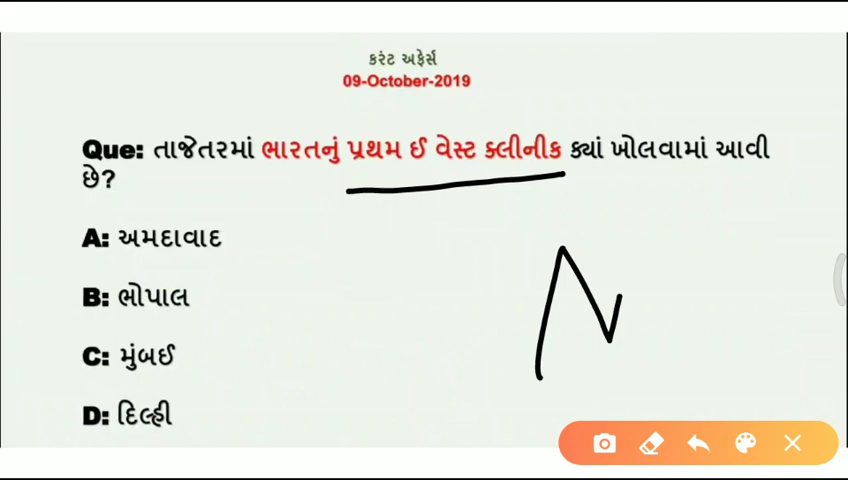 કરંટ અફેર્સ
09-October-2019
Que: તાજેતરમાં ભારતનું પ્રથમ ઈ વેસ્ટ ક્લીનીક ક્યાં ખોલવામાં આવી
છે?
A: અમદાવાદ
B: ભોપાલ
C: મુંબઈ
D: દિલ્હી